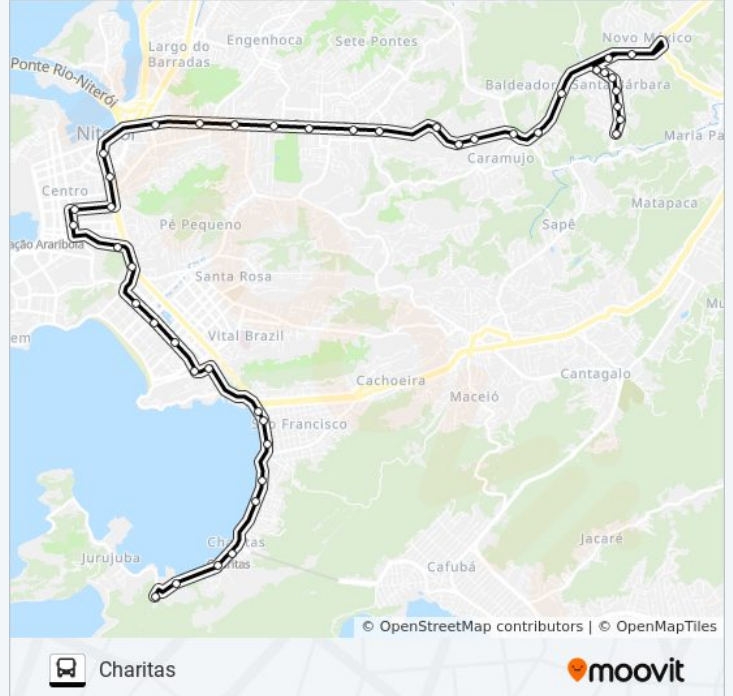 Novo México
Engenhoca
Sete Pontes
Largo do
Barradas
Ponte Rio-Niterói
Baldeador
Santa Bárbara
Maria Pa
Caramujo
Centro
Matapaca
Pé Pequeno
Sapê
ação Arariboia
Santa Rosa
Vital Brazil
Cachoeira
Cantagalo
Maceió
São Francisco
Charitas
Jacaré
Jurujuba
Cafubá
© OpenStreetMap contributors | © OpenMapTiles
Charitas
moovit